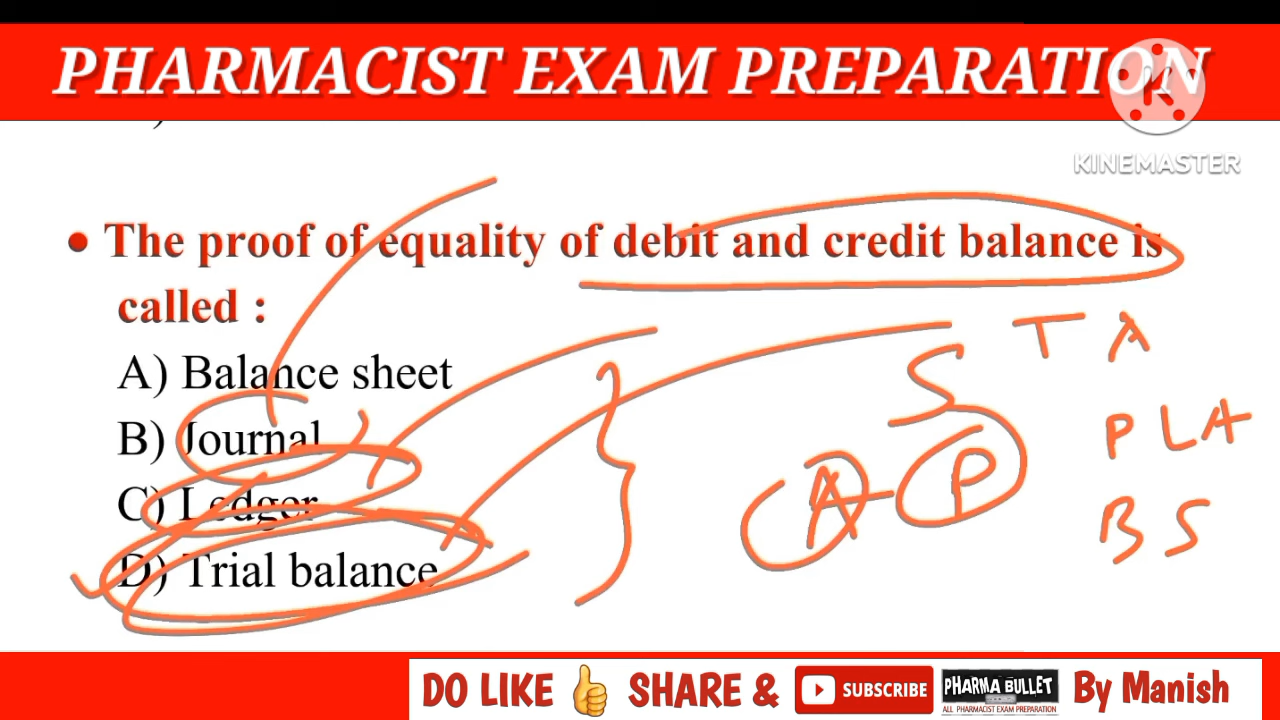 PHARMACIST EXAM PREPARATION
K
KINEMASTER
• The proof of equality of debit and credit balance is
called :
A) Balance sheet
B) Journal
C) Ledger
D) Trial balance
T A
S
P L A
A P
B S
DO LIKE 👍 SHARE & SUBSCRIBE PHARMA BULLET By Manish
ALL PHARMACIST EXAM PREPARATION